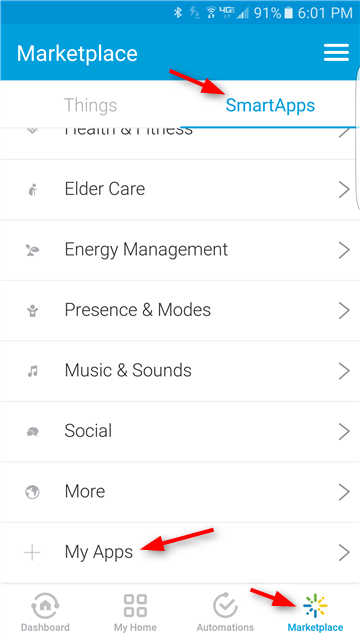 4GE 91% 6:01 PM
Marketplace
Things SmartApps
Health & Fitness
Elder Care
Energy Management
Presence & Modes
Music & Sounds
Social
More
My Apps
Dashboard My Home Automations Marketplace